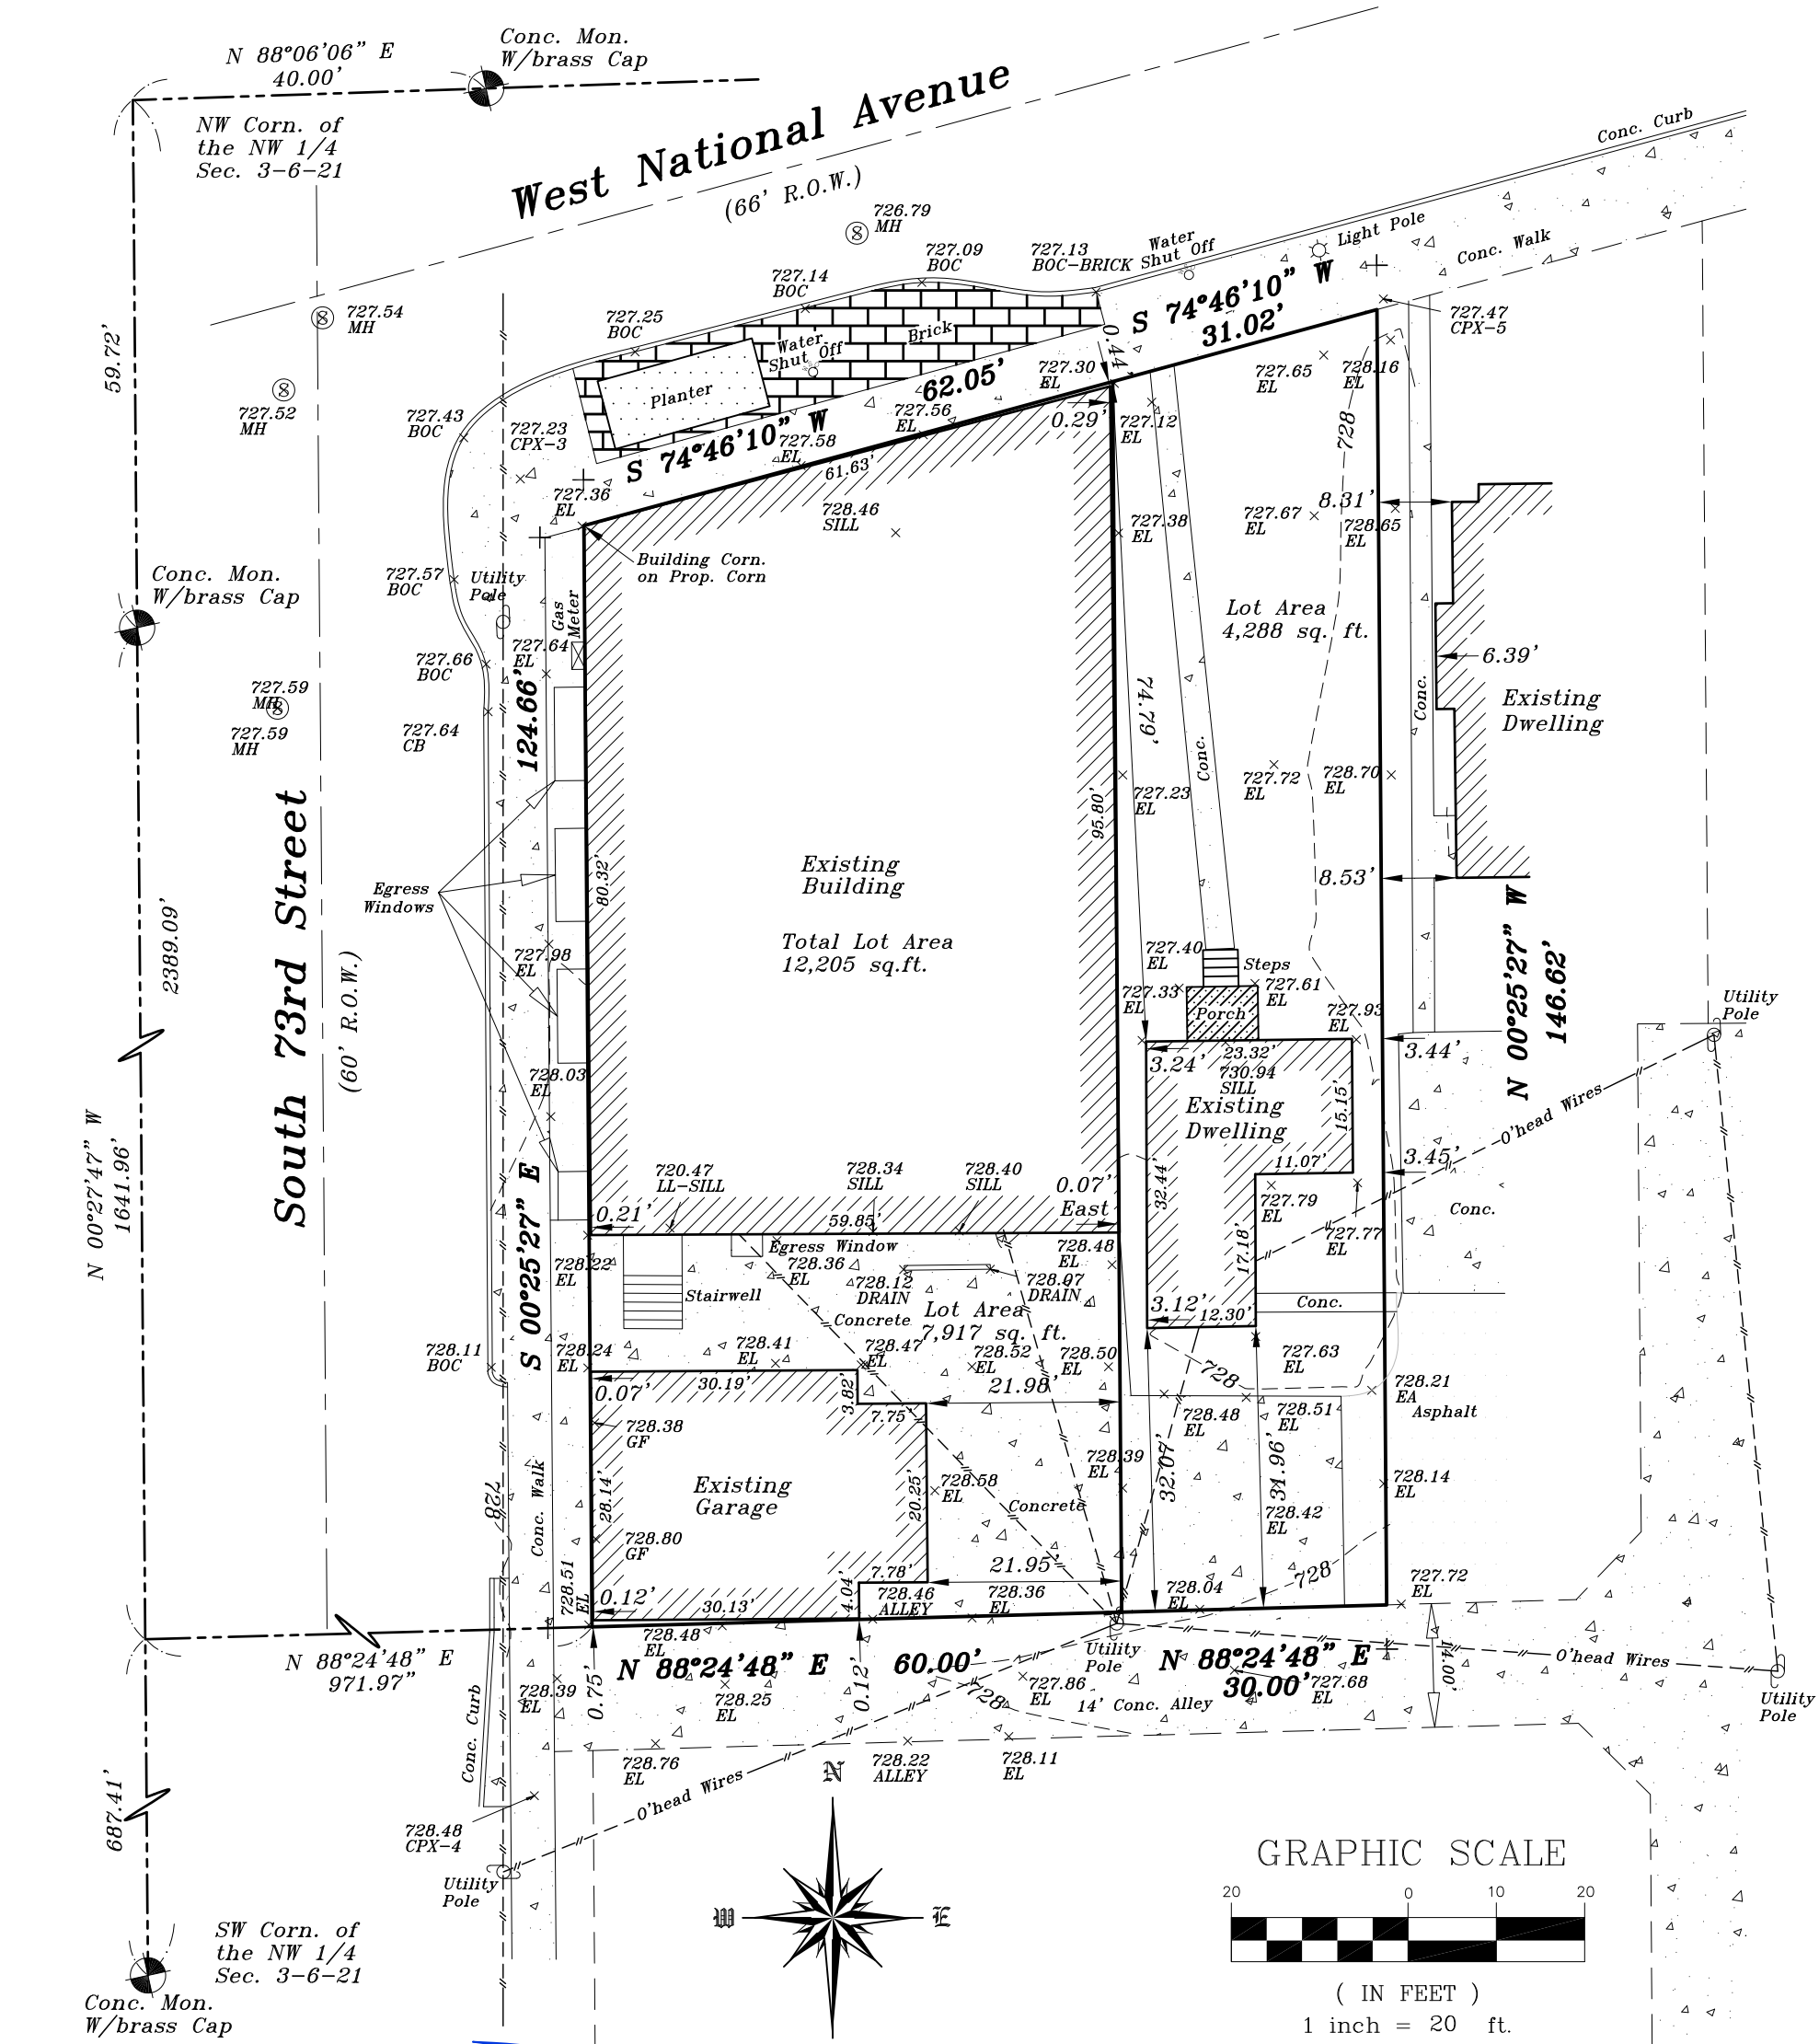 N 88°06'06" E
40.00'
Conc. Mon.
W/brass Cap
NW Corn. of
the NW 1/4
Sec. 3-6-21
West National Avenue
(66' R.O.W.)
726.79
MH
727.54
MH
727.52
MH
59.72'
727.25
BOC
727.14
BOC
727.09
BOC
727.13
BOC-BRICK
Water
Shut Off
Light Pole
Conc. Curb
Conc. Walk
S 74°46'10" W
31.02'
727.47
CPX-5
0.44'
Water
Shut Off
Brick
Planter
727.43
BOC
727.23
CPX-3
62.05'
S 74°46'10" W
727.30
EL
727.56
EL
727.58
EL
61.63'
0.29'
727.12
EL
727.65
EL
728.16
EL
728
727.36
EL
728.46
SILL
Building Corn.
on Prop. Corn
727.38
EL
727.67
EL
728.65
EL
8.31'
Conc. Mon.
W/brass Cap
727.57
BOC
Utility
Pole
Gas
Meter
727.64
EL
727.66
BOC
727.59
MH
727.59
MH
727.64
CB
124.66'
Lot Area
4,288 sq. ft.
6.39'
Existing
Dwelling
Conc.
74.79'
Conc.
727.23
EL
727.72
EL
728.70
EL
95.80'
8.53'
2389.09'
South 73rd Street
(60' R.O.W.)
Egress
Windows
80.32'
Existing
Building
Total Lot Area
12,205 sq.ft.
727.98
EL
728.03
EL
727.40
EL
Steps
727.33
EL
727.61
EL
Porch
727.93
EL
N 00°25'27" W
146.62'
Utility
Pole
3.44'
3.24'
23.32'
730.94
SILL
Existing
Dwelling
15.15'
O'head Wires
N 00°27'47" W
1641.96'
11.07'
3.45'
32.44'
727.79
EL
727.77
EL
17.18'
Conc.
720.47
LL-SILL
728.34
SILL
728.40
SILL
0.07'
East
0.21'
59.85'
S 00°25'27" E
728.22
EL
Egress Window
728.36
EL
728.48
EL
728.12
DRAIN
728.07
DRAIN
Stairwell
Concrete
Lot Area
7,917 sq. ft.
3.12'
12.30'
Conc.
728.11
BOC
728.24
EL
728.41
EL
728.47
EL
728.52
EL
728.50
EL
728
727.63
EL
0.07'
30.19'
3.82'
7.75'
21.98'
728.21
EA
Asphalt
728.48
EL
728.51
EL
728.38
GF
728
Conc. Walk
28.14'
Existing
Garage
20.25'
728.58
EL
Concrete
728.39
EL
32.07'
31.96'
728.14
EL
728.42
EL
728.80
GF
728.51
EL
0.12'
30.13'
4.04'
7.78'
21.95'
728.46
ALLEY
728.36
EL
728.04
EL
728
727.72
EL
N 88°24'48" E
971.97"
728.48
EL
N 88°24'48" E
60.00'
Utility
Pole
N 88°24'48" E
30.00'
14.00'
O'head Wires
Utility
Pole
728.39
EL
0.75'
728.25
EL
0.12'
728
727.86
EL
14' Conc. Alley
727.68
EL
Conc. Curb
728.76
EL
728.22
ALLEY
728.11
EL
O'head Wires
687.41'
728.48
CPX-4
Utility
Pole
N
W
E
SW Corn. of
the NW 1/4
Sec. 3-6-21
Conc. Mon.
W/brass Cap
GRAPHIC SCALE
20 0 10 20
( IN FEET )
1 inch = 20 ft.